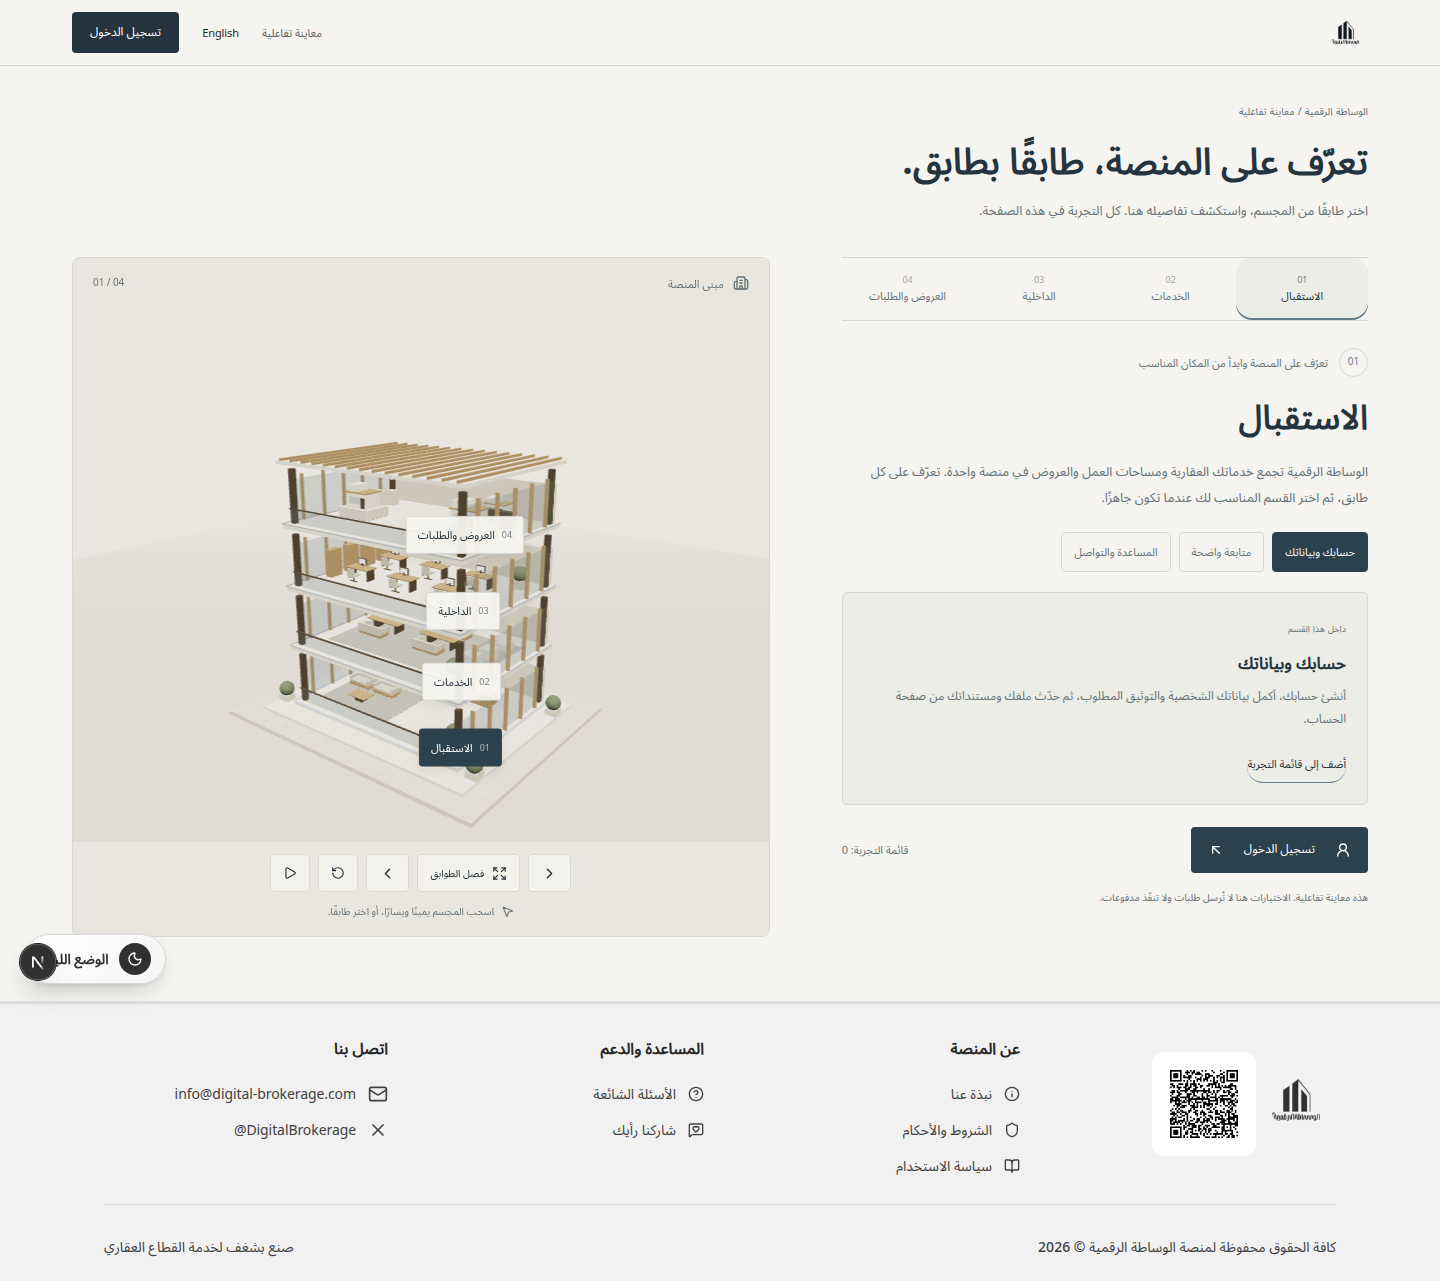 معاينة تفاعلية
English
تسجيل الدخول
الوساطة الرقمية / معاينة تفاعلية
تعرّف على المنصة، طابقًا بطابق.
اختر طابقًا من المجسم، واستكشف تفاصيله هنا. كل التجربة في هذه الصفحة.
01
الاستقبال
02
الخدمات
03
الداخلية
04
العروض والطلبات
01
تعرّف على المنصة وابدأ من المكان المناسب
الاستقبال
الوساطة الرقمية تجمع خدماتك العقارية ومساحات العمل والعروض في منصة واحدة. تعرّف على كل
طابق، ثم اختر القسم المناسب لك عندما تكون جاهزًا.
حسابك وبياناتك
متابعة واضحة
المساعدة والتواصل
داخل هذا القسم
حسابك وبياناتك
أنشئ حسابك، أكمل بياناتك الشخصية والتوثيق المطلوب، ثم حدّث ملفك ومستنداتك من صفحة
الحساب.
أضف إلى قائمة التجربة
تسجيل الدخول
قائمة التجربة: 0
هذه معاينة تفاعلية. الاختيارات هنا لا تُرسل طلبات ولا تنفّذ مدفوعات.
مبنى المنصة
01 / 04
04 العروض والطلبات
03 الداخلية
02 الخدمات
01 الاستقبال
فصل الطوابق
اسحب المجسم يمينًا ويسارًا، أو اختر طابقًا.
الوضع
N
عن المنصة
نبذة عنا
الشروط والأحكام
سياسة الاستخدام
المساعدة والدعم
الأسئلة الشائعة
شاركنا رأيك
اتصل بنا
info@digital-brokerage.com
@DigitalBrokerage
كافة الحقوق محفوظة لمنصة الوساطة الرقمية © 2026
صنع بشغف لخدمة القطاع العقاري